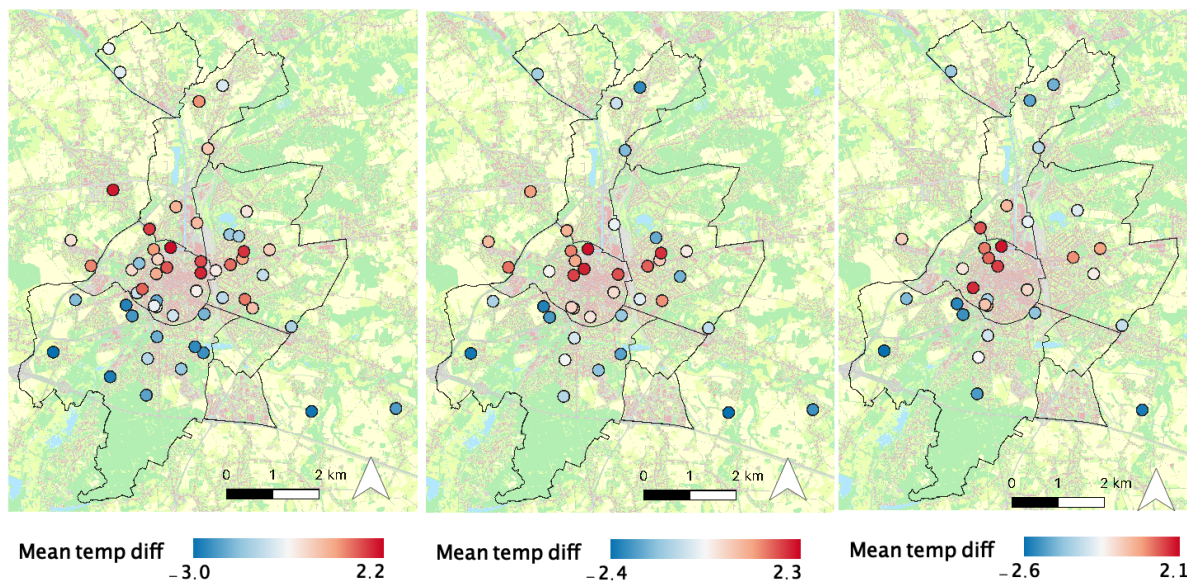 0 1 2 km
0 1 2 km
0 1 2 km
Mean temp diff
−3.0 2.2
Mean temp diff
−2.4 2.3
Mean temp diff
−2.6 2.1